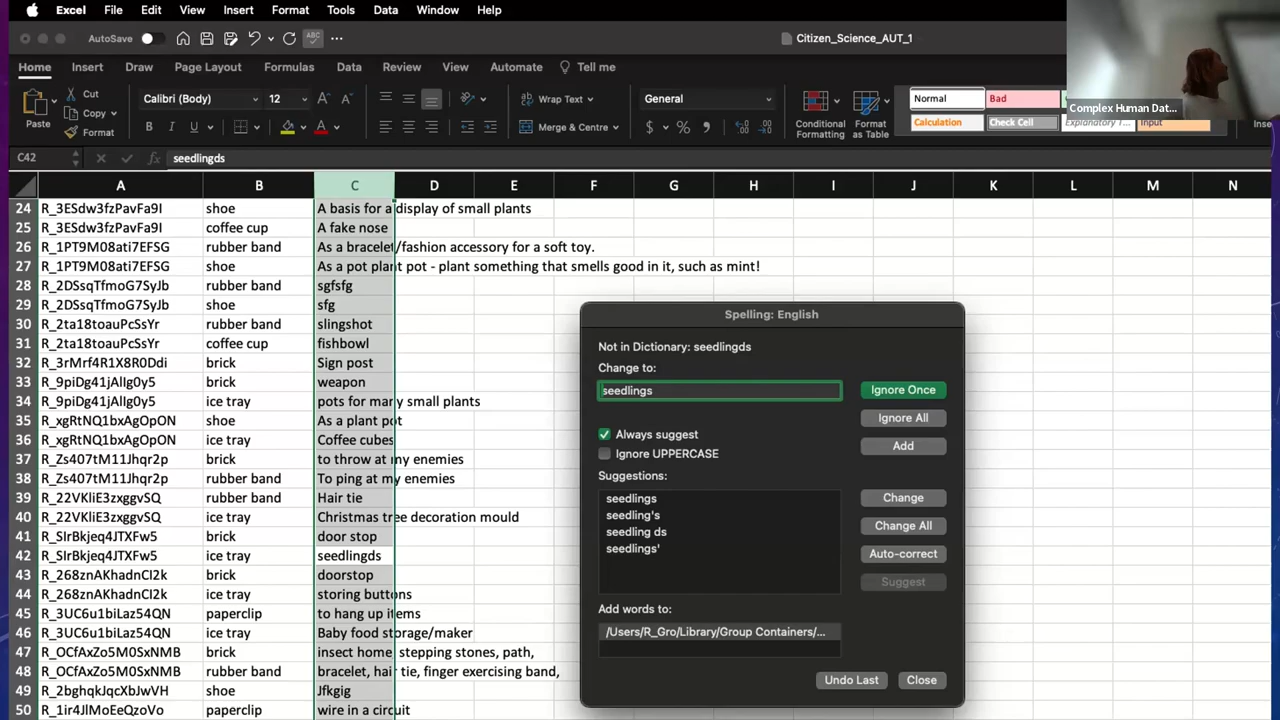 Excel File Edit View Insert Format Tools Data Window Help
AutoSave Citizen_Science_AUT_1
Home Insert Draw Page Layout Formulas Data Review View Automate Tell me
Paste Cut Copy Format
Calibri (Body) 12
B I U
Wrap Text
Merge & Centre
General
$ %
Conditional Formatting
Format as Table
Normal Bad
Calculation Check Cell Explanatory T... Input
Complex Human Dat...
C42 fx seedlingds
A B C D E F G H I J K L M N
24 R_3ESdw3fzPavFa9I shoe A basis for a display of small plants
25 R_3ESdw3fzPavFa9I coffee cup A fake nose
26 R_1PT9M08ati7EFSG rubber band As a bracelet/fashion accessory for a soft toy.
27 R_1PT9M08ati7EFSG shoe As a pot plant pot - plant something that smells good in it, such as mint!
28 R_2DSsqTfmoG7SyJb rubber band sgfsfg
29 R_2DSsqTfmoG7SyJb shoe sfg
30 R_2ta18toauPcSsYr rubber band slingshot
31 R_2ta18toauPcSsYr coffee cup fishbowl
32 R_3rMrf4R1X8R0Ddi brick Sign post
33 R_9piDg41jAlIg0y5 brick weapon
34 R_9piDg41jAlIg0y5 ice tray pots for many small plants
35 R_xgRtNQ1bxAgOpON shoe As a plant pot
36 R_xgRtNQ1bxAgOpON ice tray Coffee cubes
37 R_Zs407tM11Jhqr2p brick to throw at my enemies
38 R_Zs407tM11Jhqr2p rubber band To ping at my enemies
39 R_22VKliE3zxggvSQ rubber band Hair tie
40 R_22VKliE3zxggvSQ ice tray Christmas tree decoration mould
41 R_SIrBkjeq4JTXFw5 brick door stop
42 R_SIrBkjeq4JTXFw5 ice tray seedlingds
43 R_268znAKhadnCI2k brick doorstop
44 R_268znAKhadnCI2k ice tray storing buttons
45 R_3UC6u1biLaz54QN paperclip to hang up items
46 R_3UC6u1biLaz54QN ice tray Baby food storage/maker
47 R_OCfAxZo5M0SxNMB brick insect home, stepping stones, path,
48 R_OCfAxZo5M0SxNMB rubber band bracelet, hair tie, finger exercising band,
49 R_2bghqkJqcXbJwVH shoe Jfkgig
50 R_1ir4JlMoEeQzoVo paperclip wire in a circuit
Spelling: English
Not in Dictionary: seedlingds
Change to:
seedlings
Ignore Once
Ignore All
Add
Always suggest
Ignore UPPERCASE
Suggestions:
seedlings
seedling's
seedling ds
seedlings'
Change
Change All
Auto-correct
Suggest
Add words to:
/Users/R_Gro/Library/Group Containers/...
Undo Last Close